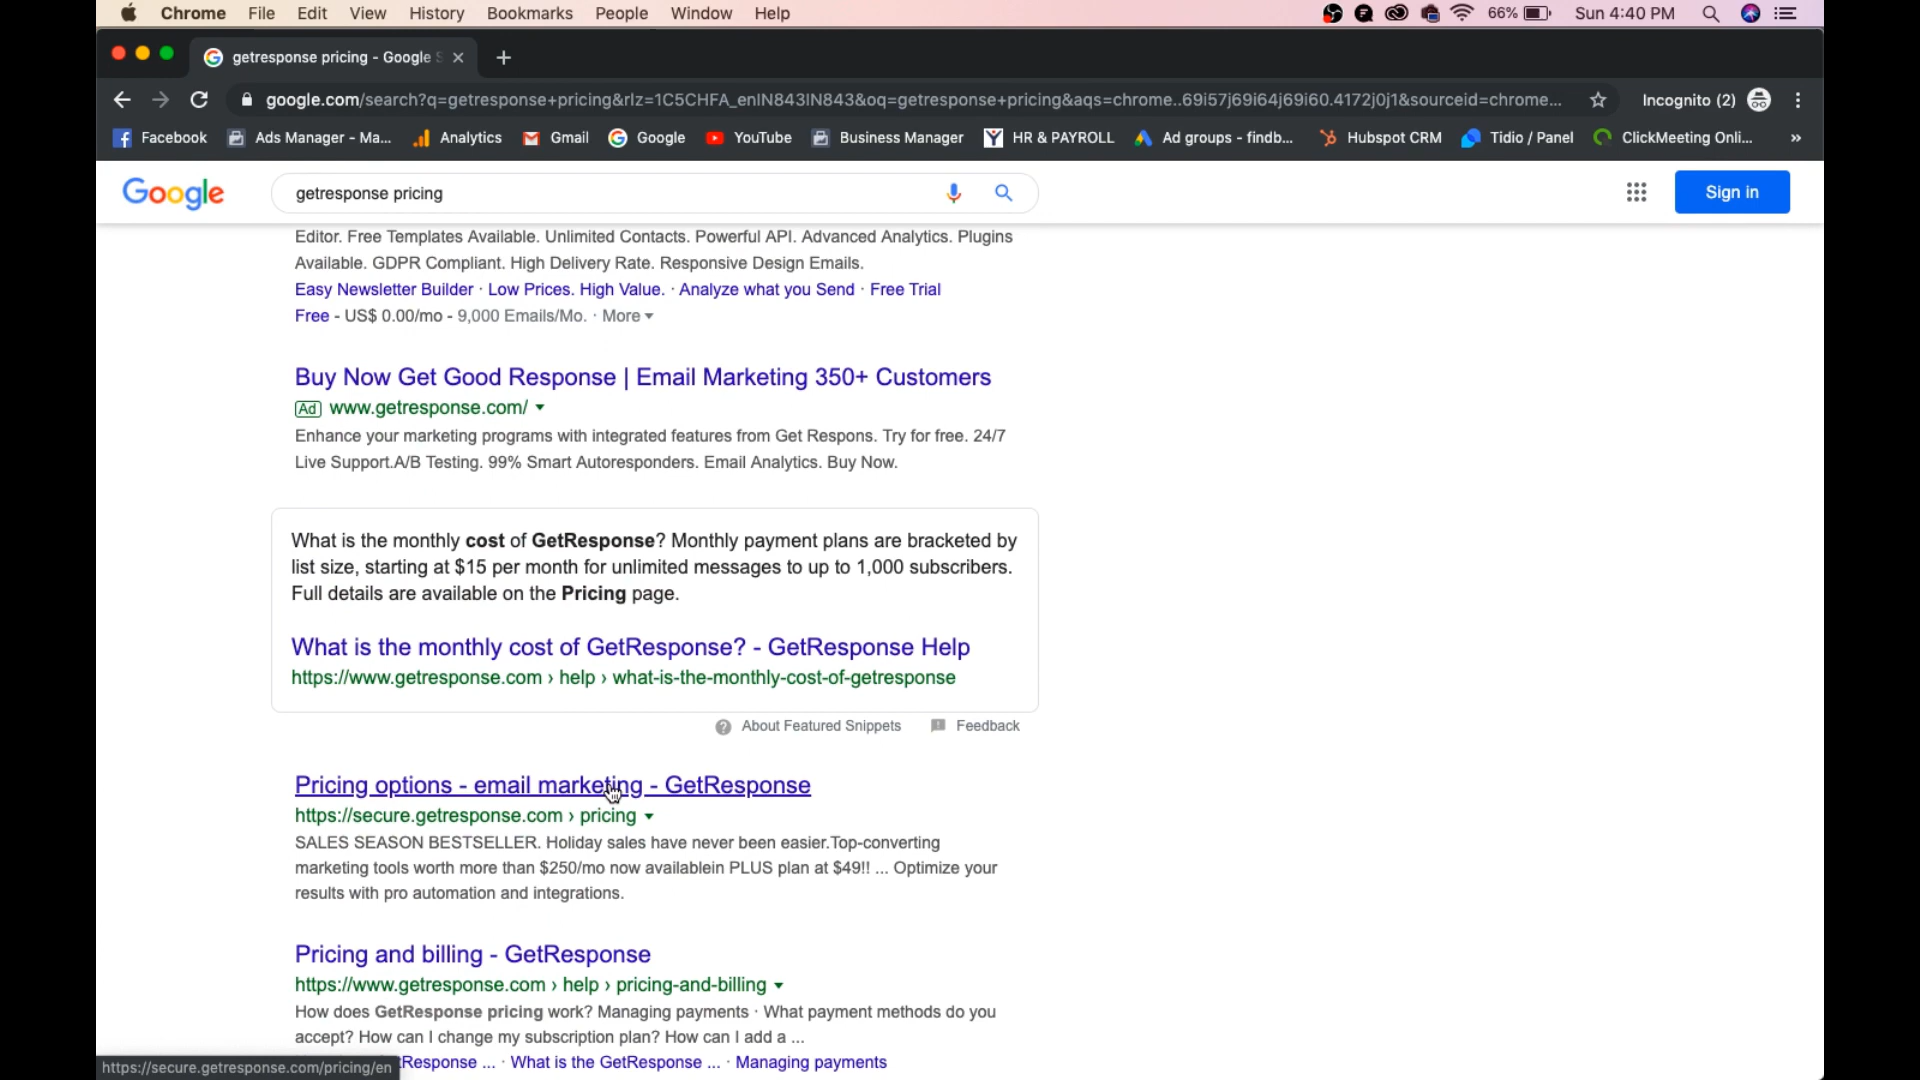 Chrome File Edit View History Bookmarks People Window Help 66% Sun 4:40 PM
getresponse pricing - Google S
google.com/search?q=getresponse+pricing&rlz=1C5CHFA_enIN843IN843&oq=getresponse+pricing&aqs=chrome..69i57j69i64j69i60.4172j0j1&sourceid=chrome... Incognito (2)
Facebook Ads Manager - Ma... Analytics Gmail Google YouTube Business Manager HR & PAYROLL Ad groups - findb... Hubspot CRM Tidio / Panel ClickMeeting Onli... »
Google getresponse pricing Sign in
Editor. Free Templates Available. Unlimited Contacts. Powerful API. Advanced Analytics. Plugins
Available. GDPR Compliant. High Delivery Rate. Responsive Design Emails.
Easy Newsletter Builder · Low Prices. High Value. · Analyze what you Send · Free Trial
Free - US$ 0.00/mo - 9,000 Emails/Mo. · More
Buy Now Get Good Response | Email Marketing 350+ Customers
Ad www.getresponse.com/
Enhance your marketing programs with integrated features from Get Respons. Try for free. 24/7
Live Support.A/B Testing. 99% Smart Autoresponders. Email Analytics. Buy Now.
What is the monthly cost of GetResponse? Monthly payment plans are bracketed by
list size, starting at $15 per month for unlimited messages to up to 1,000 subscribers.
Full details are available on the Pricing page.
What is the monthly cost of GetResponse? - GetResponse Help
https://www.getresponse.com › help › what-is-the-monthly-cost-of-getresponse
About Featured Snippets Feedback
Pricing options - email marketing - GetResponse
https://secure.getresponse.com › pricing
SALES SEASON BESTSELLER. Holiday sales have never been easier.Top-converting
marketing tools worth more than $250/mo now availablein PLUS plan at $49!! ... Optimize your
results with pro automation and integrations.
Pricing and billing - GetResponse
https://www.getresponse.com › help › pricing-and-billing
How does GetResponse pricing work? Managing payments · What payment methods do you
accept? How can I change my subscription plan? How can I add a ...
tResponse ... · What is the GetResponse ... · Managing payments
https://secure.getresponse.com/pricing/en